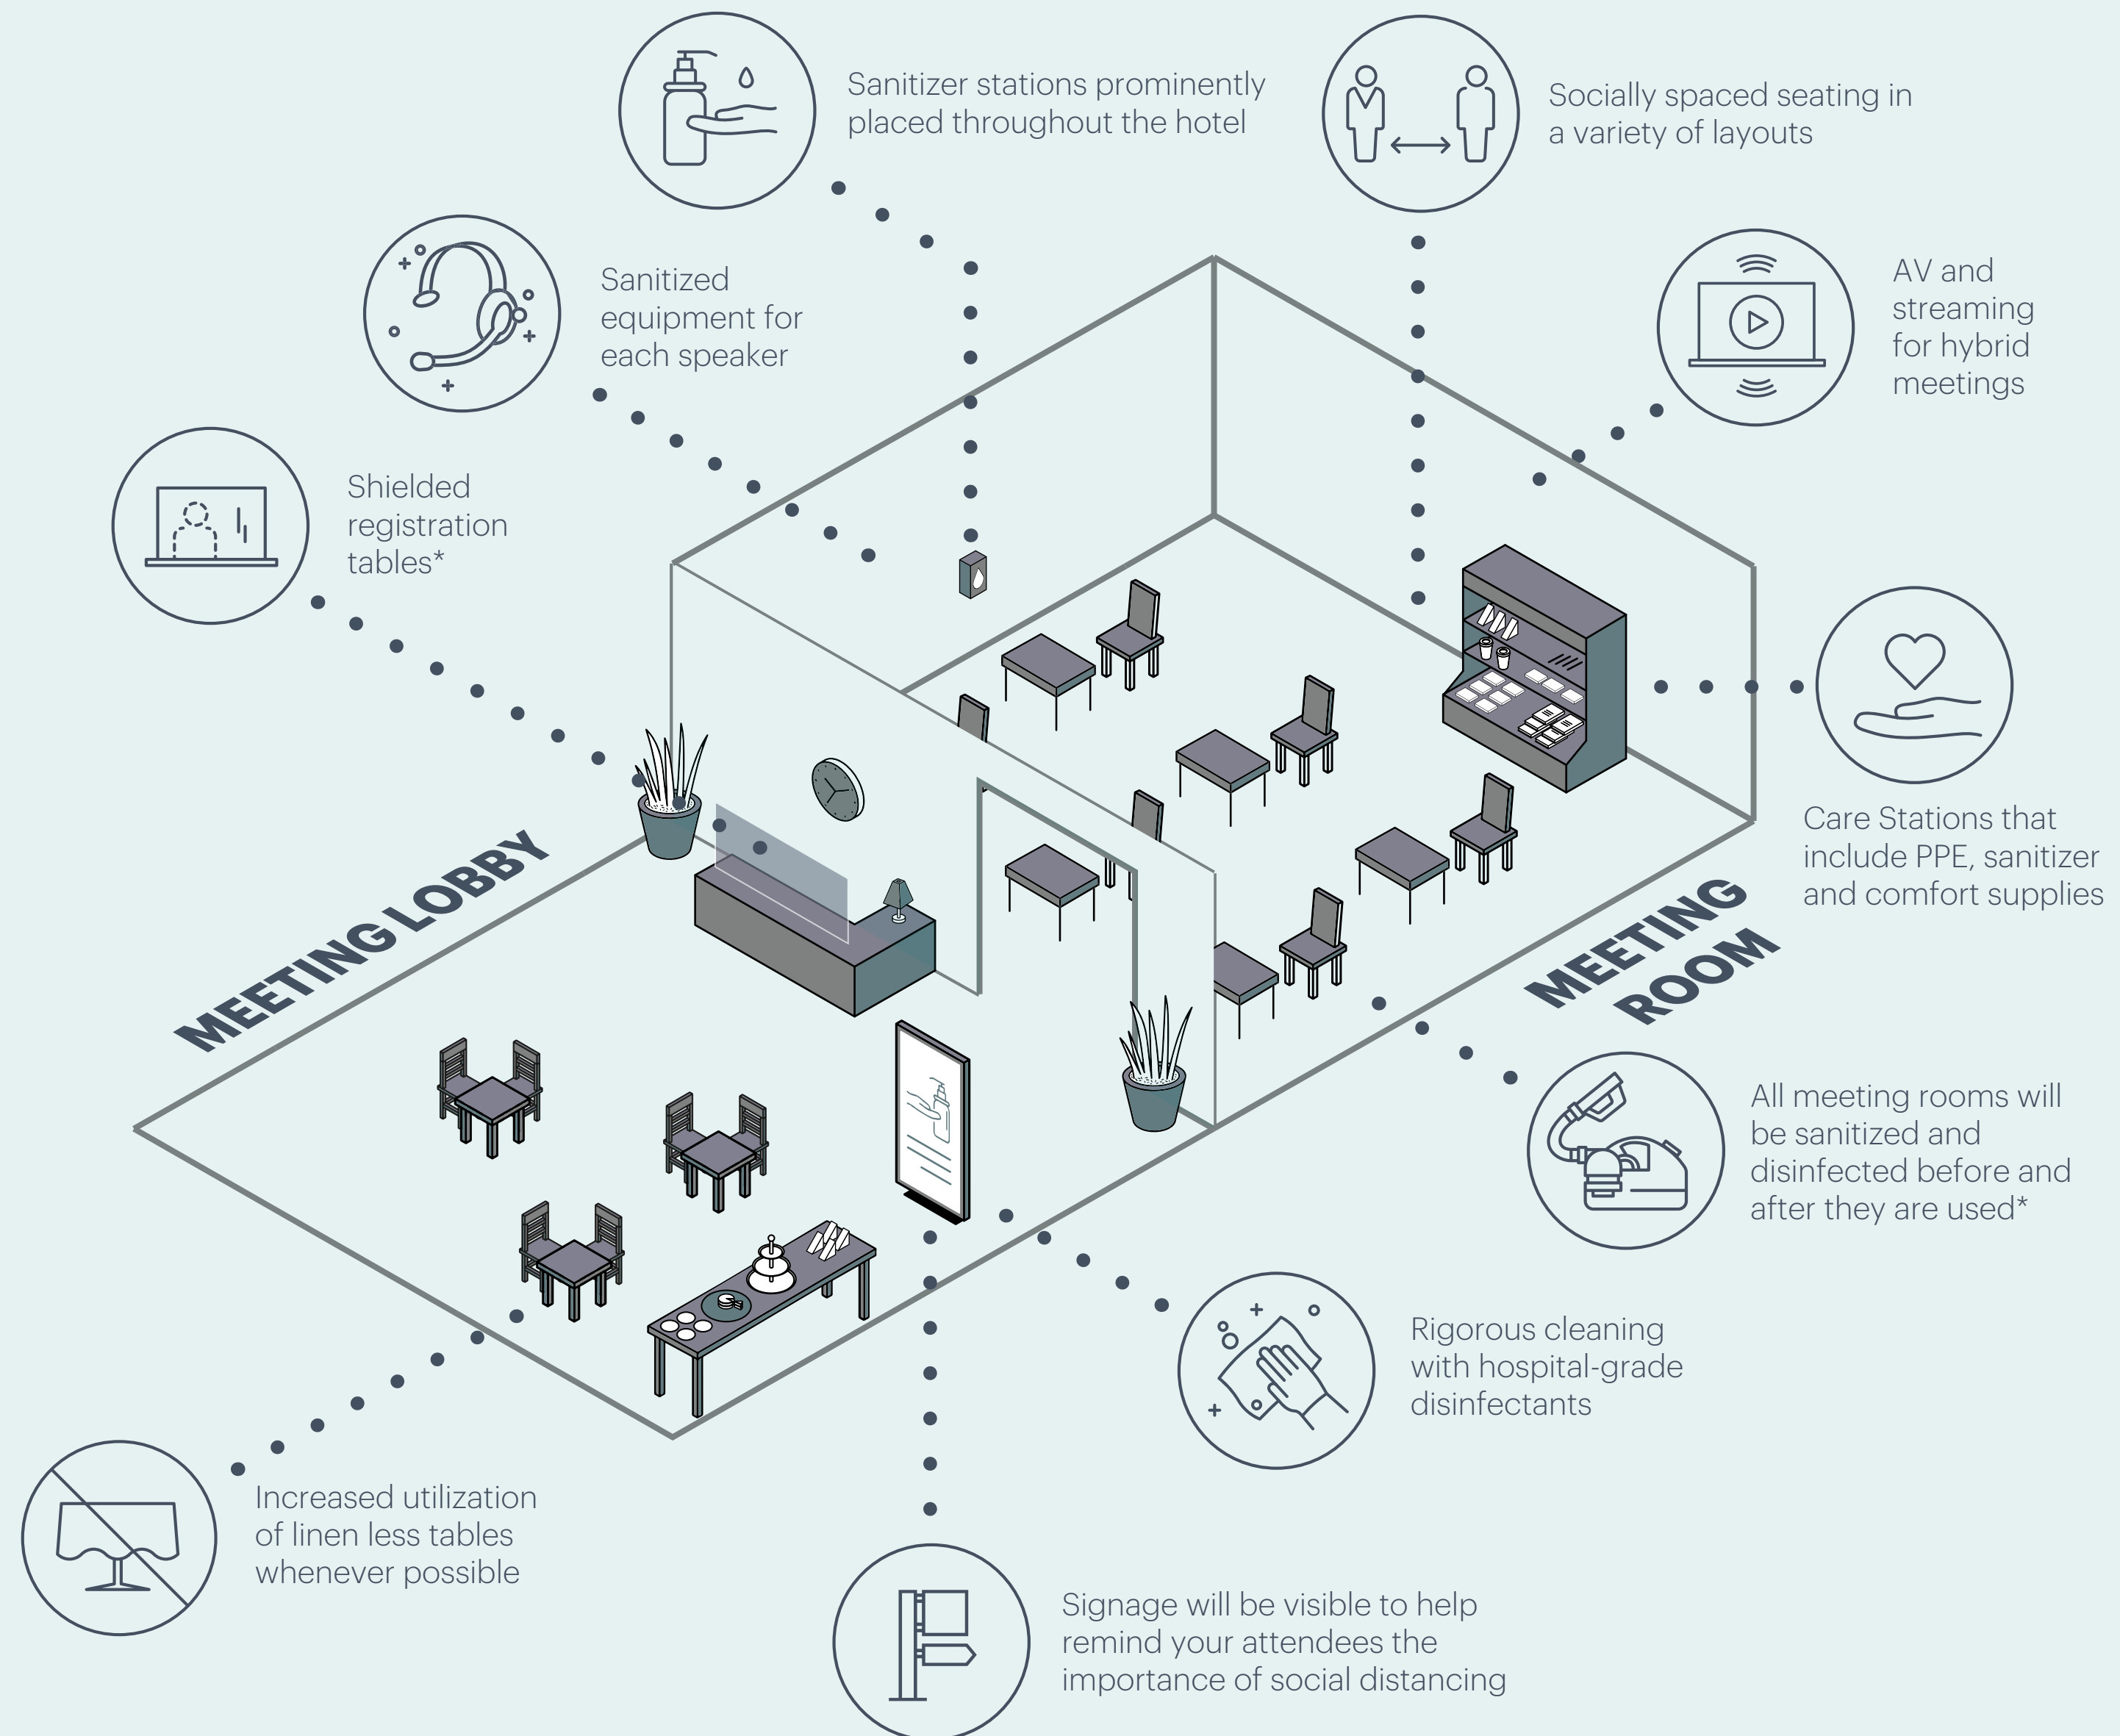 Sanitizer stations prominently
placed throughout the hotel
Socially spaced seating in
a variety of layouts
Sanitized
equipment for
each speaker
AV and
streaming
for hybrid
meetings
Shielded
registration
tables*
Care Stations that
include PPE, sanitizer
and comfort supplies
MEETING LOBBY
MEETING
ROOM
All meeting rooms will
be sanitized and
disinfected before and
after they are used*
Rigorous cleaning
with hospital-grade
disinfectants
Increased utilization
of linen less tables
whenever possible
Signage will be visible to help
remind your attendees the
importance of social distancing